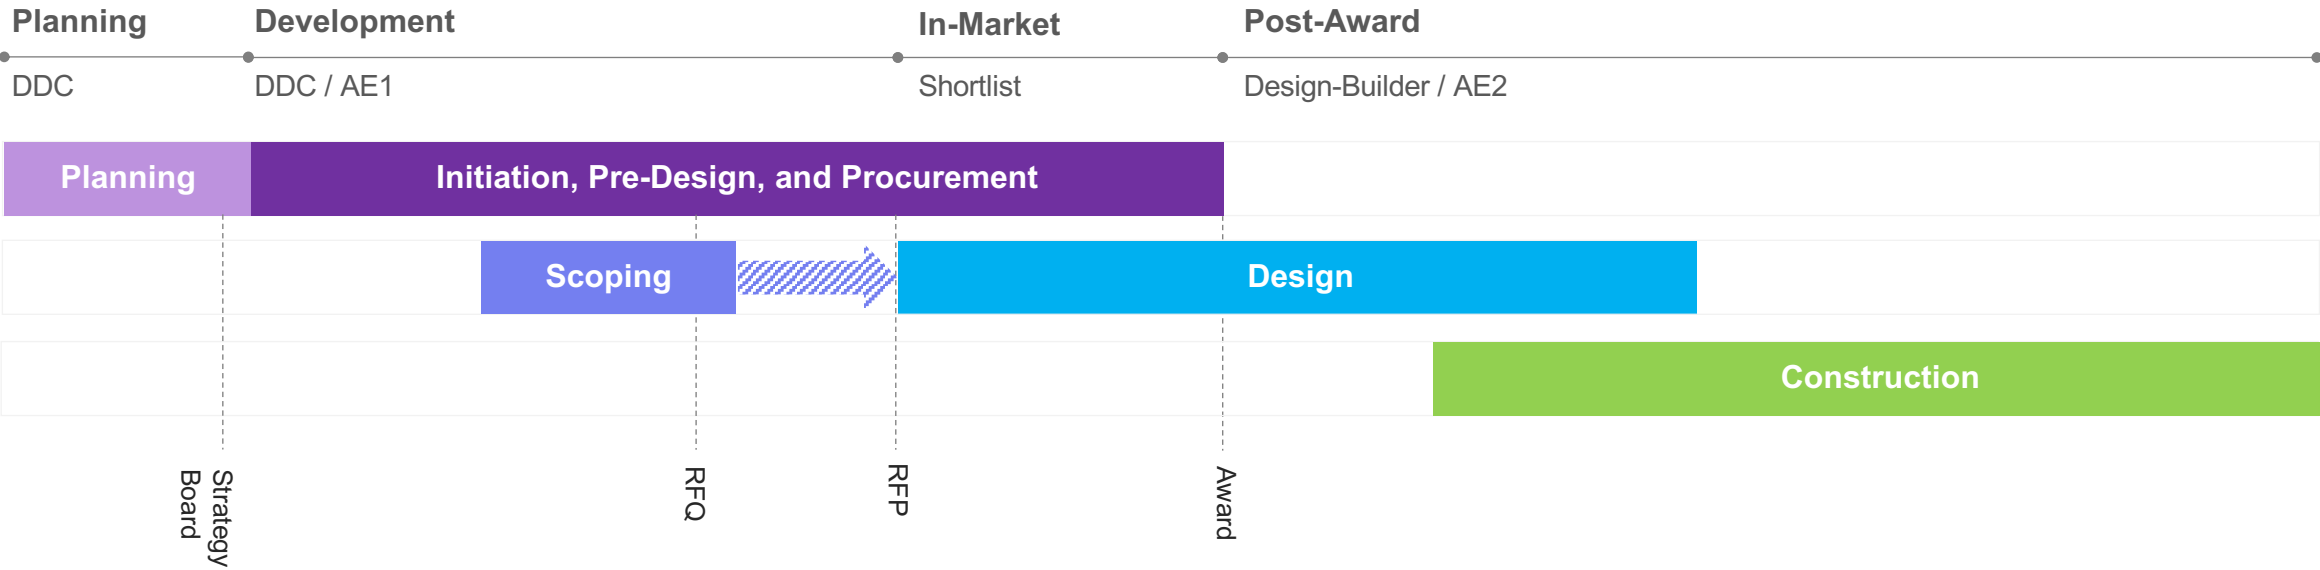 Planning
Development
In-Market
Post-Award
DDC
DDC / AE1
Shortlist
Design-Builder / AE2
Planning
Initiation, Pre-Design, and Procurement
Scoping
Design
Construction
Strategy
Board
RFQ
RFP
Award